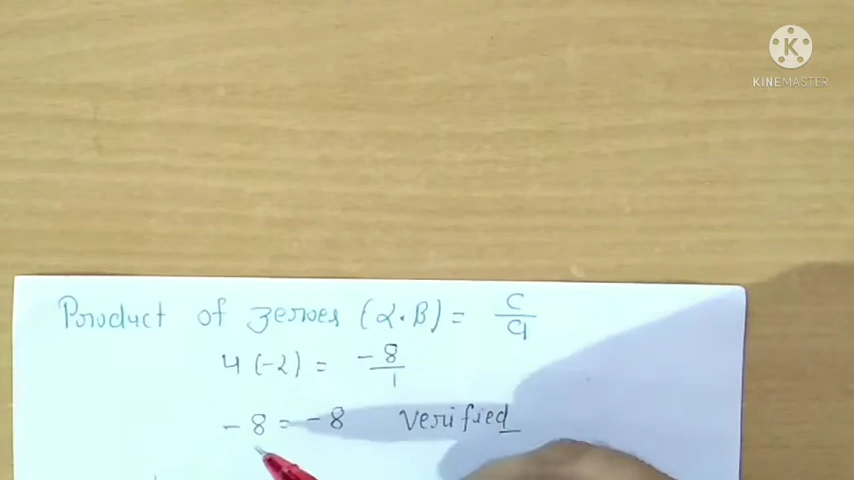 KINEMASTER
Product of zeroes (α·β) = c/a
4 (-2) = -8/1
-8 = -8 Verified